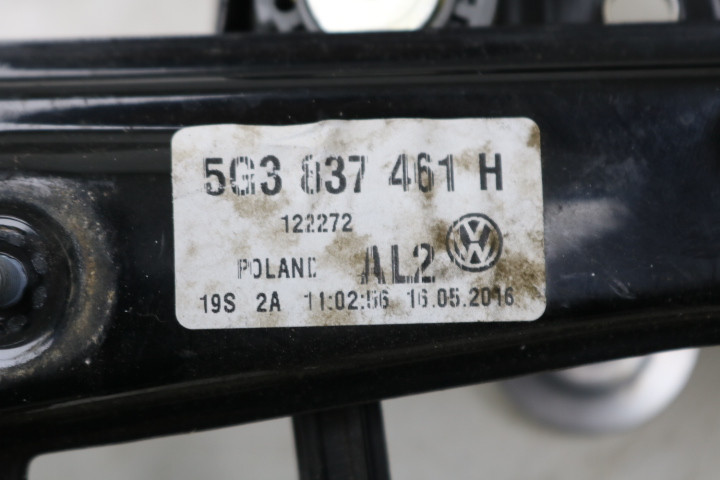 5G3 837 461 H
122272
POLAND AL2
19S 2A 11:02:56 16.05.2016